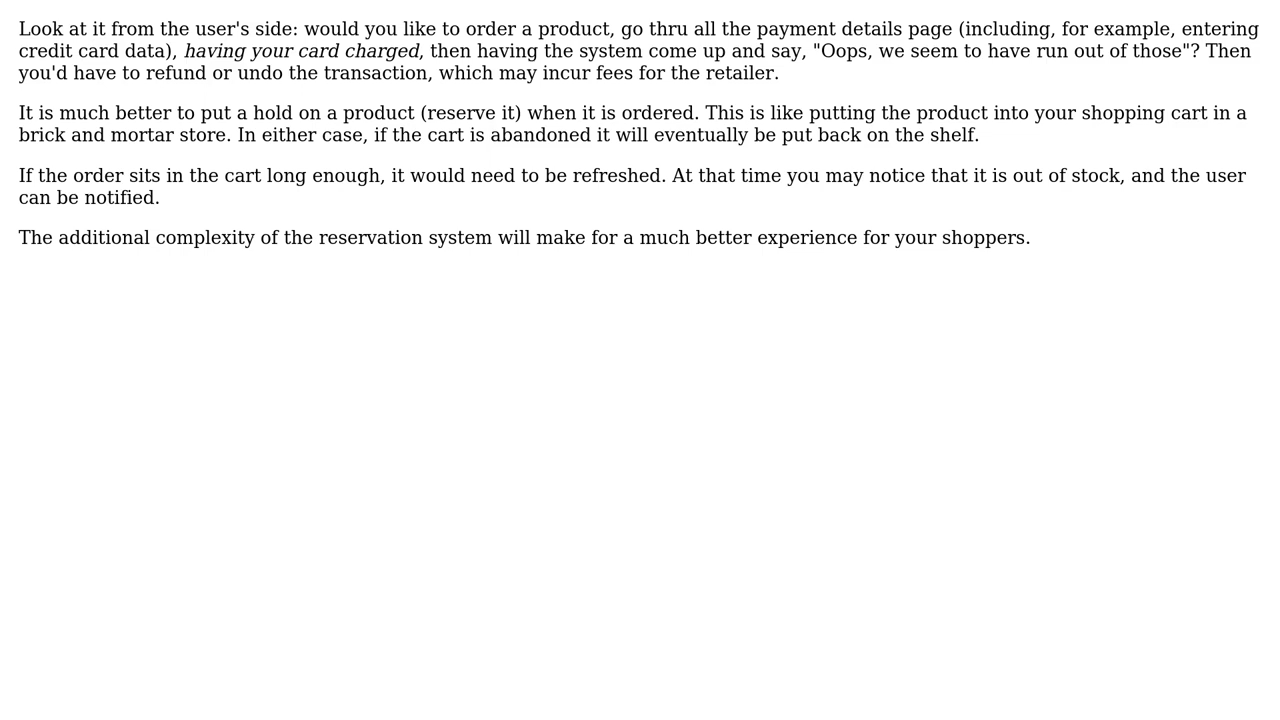 Look at it from the user's side: would you like to order a product, go thru all the payment details page (including, for example, entering
credit card data), having your card charged, then having the system come up and say, "Oops, we seem to have run out of those"? Then
you'd have to refund or undo the transaction, which may incur fees for the retailer.
It is much better to put a hold on a product (reserve it) when it is ordered. This is like putting the product into your shopping cart in a
brick and mortar store. In either case, if the cart is abandoned it will eventually be put back on the shelf.
If the order sits in the cart long enough, it would need to be refreshed. At that time you may notice that it is out of stock, and the user
can be notified.
The additional complexity of the reservation system will make for a much better experience for your shoppers.